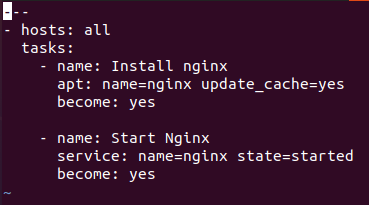 ---
- hosts: all
  tasks:
    - name: Install nginx
      apt: name=nginx update_cache=yes
      become: yes

    - name: Start Nginx
      service: name=nginx state=started
      become: yes
~